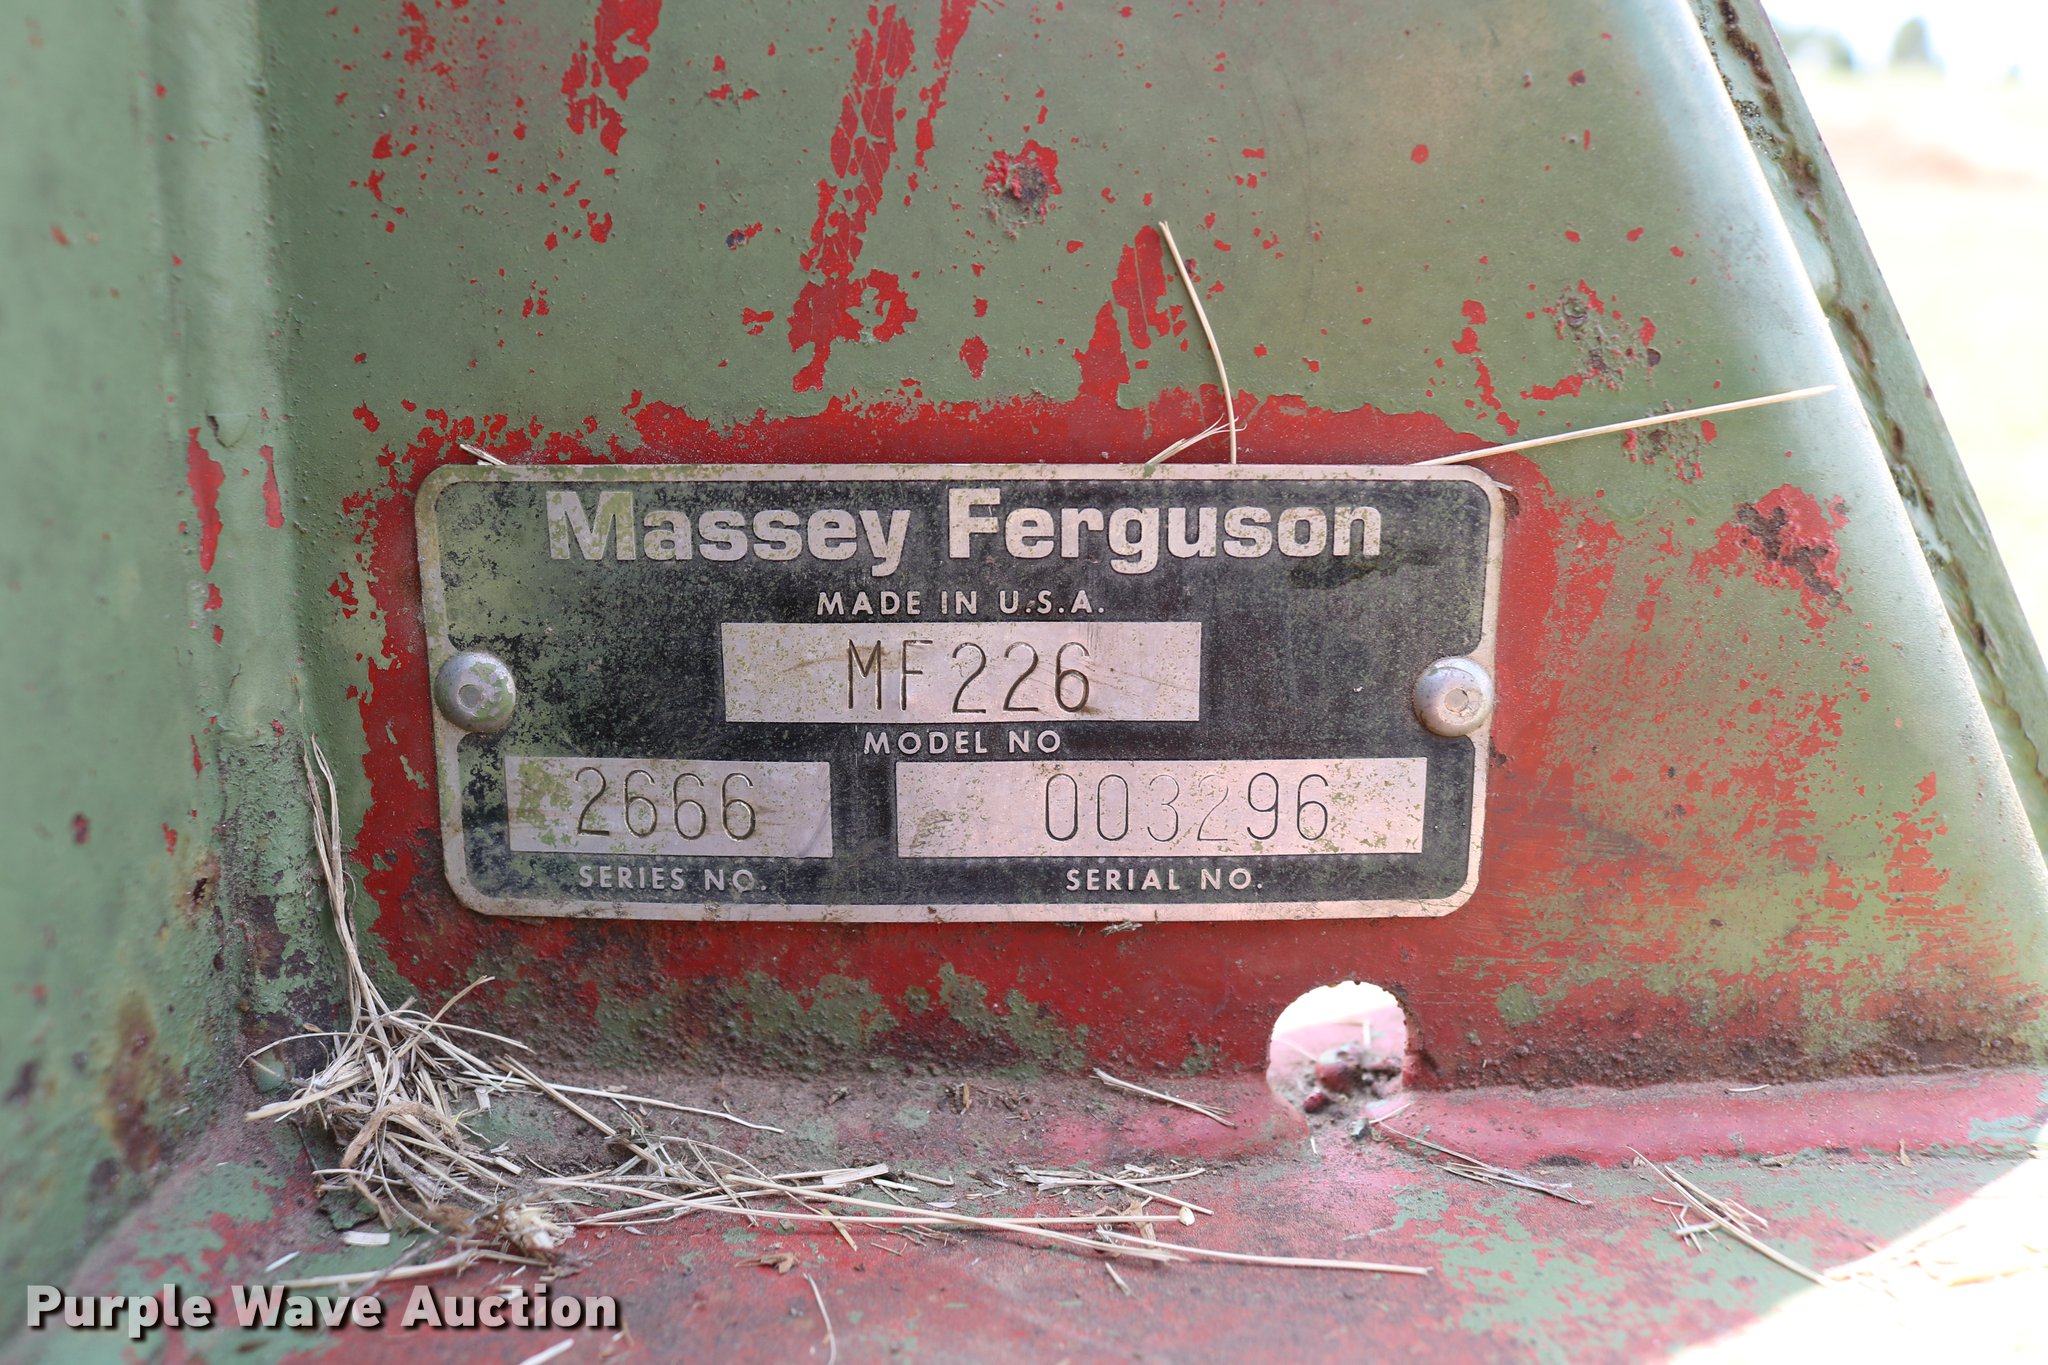 Massey Ferguson
MADE IN U.S.A.
MF226
MODEL NO
2666 003296
SERIES NO. SERIAL NO.
Purple Wave Auction